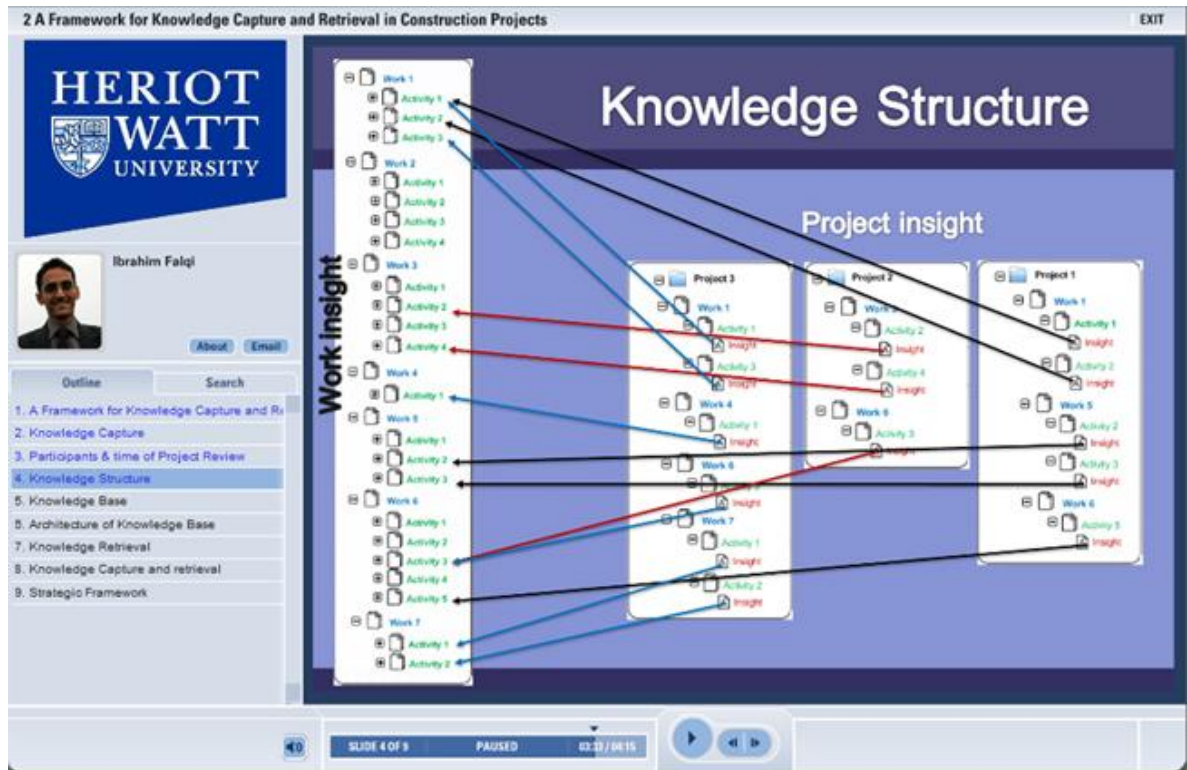 2 A Framework for Knowledge Capture and Retrieval in Construction Projects
EXIT
HERIOT
WATT
UNIVERSITY
Ibrahim Falqi
About Email
Outline Search
1. A Framework for Knowledge Capture and Re
2. Knowledge Capture
3. Participants & time of Project Review
4. Knowledge Structure
5. Knowledge Base
6. Architecture of Knowledge Base
7. Knowledge Retrieval
8. Knowledge Capture and retrieval
9. Strategic Framework
Work insight
Work 1
Activity 1
Activity 2
Activity 3
Work 2
Activity 1
Activity 2
Activity 3
Activity 4
Work 3
Activity 1
Activity 2
Activity 3
Activity 4
Work 4
Activity 1
Work 5
Activity 1
Activity 2
Activity 3
Work 6
Activity 1
Activity 2
Activity 3
Activity 4
Activity 5
Work 7
Activity 1
Activity 2
Knowledge Structure
Project insight
Project 3
Work 1
Activity 1
Insight
Activity 3
Insight
Work 4
Activity 1
Insight
Work 6
Insight
Work 7
Activity 1
Insight
Activity 2
Insight
Project 2
Work
Activity 2
Insight
Activity 4
Insight
Work 6
Activity 3
Insight
Project 1
Work 1
Activity 1
Insight
Activity 2
Insight
Work 5
Activity 2
Insight
Activity 3
Insight
Work 6
Activity 5
Insight
SLIDE 4 OF 9 PAUSED 03:33 / 04:15